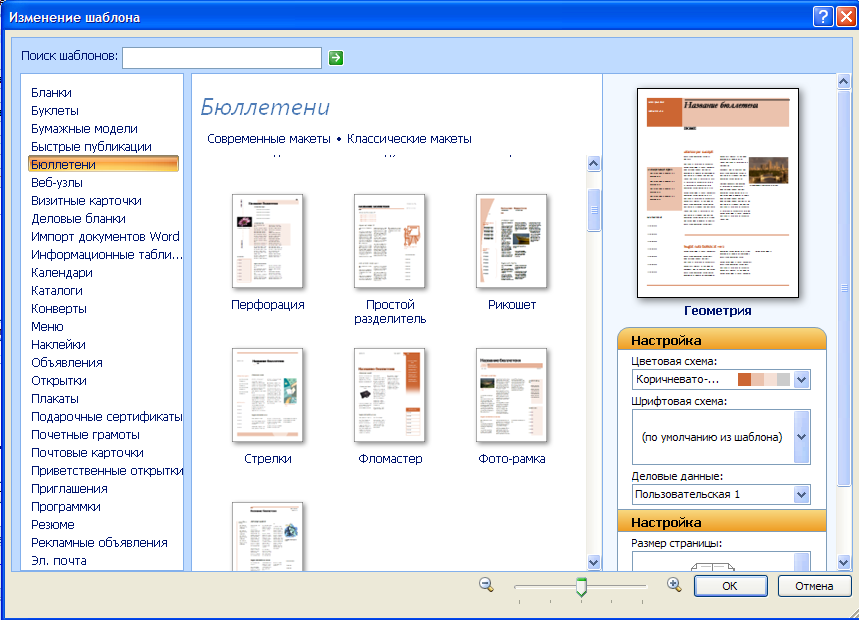 Изменение шаблона
Поиск шаблонов:
Бланки
Буклеты
Бумажные модели
Быстрые публикации
Бюллетени
Веб-узлы
Визитные карточки
Деловые бланки
Импорт документов Word
Информационные табли...
Календари
Каталоги
Конверты
Меню
Наклейки
Объявления
Открытки
Плакаты
Подарочные сертификаты
Почетные грамоты
Почтовые карточки
Приветственные открытки
Приглашения
Программки
Резюме
Рекламные объявления
Эл. почта
Бюллетени
Современные макеты • Классические макеты
Перфорация
Простой
разделитель
Рикошет
Стрелки
Фломастер
Фото-рамка
Название бюллетеня
Геометрия
Настройка
Цветовая схема:
Коричневато-...
Шрифтовая схема:
(по умолчанию из шаблона)
Деловые данные:
Пользовательская 1
Настройка
Размер страницы:
OK
Отмена